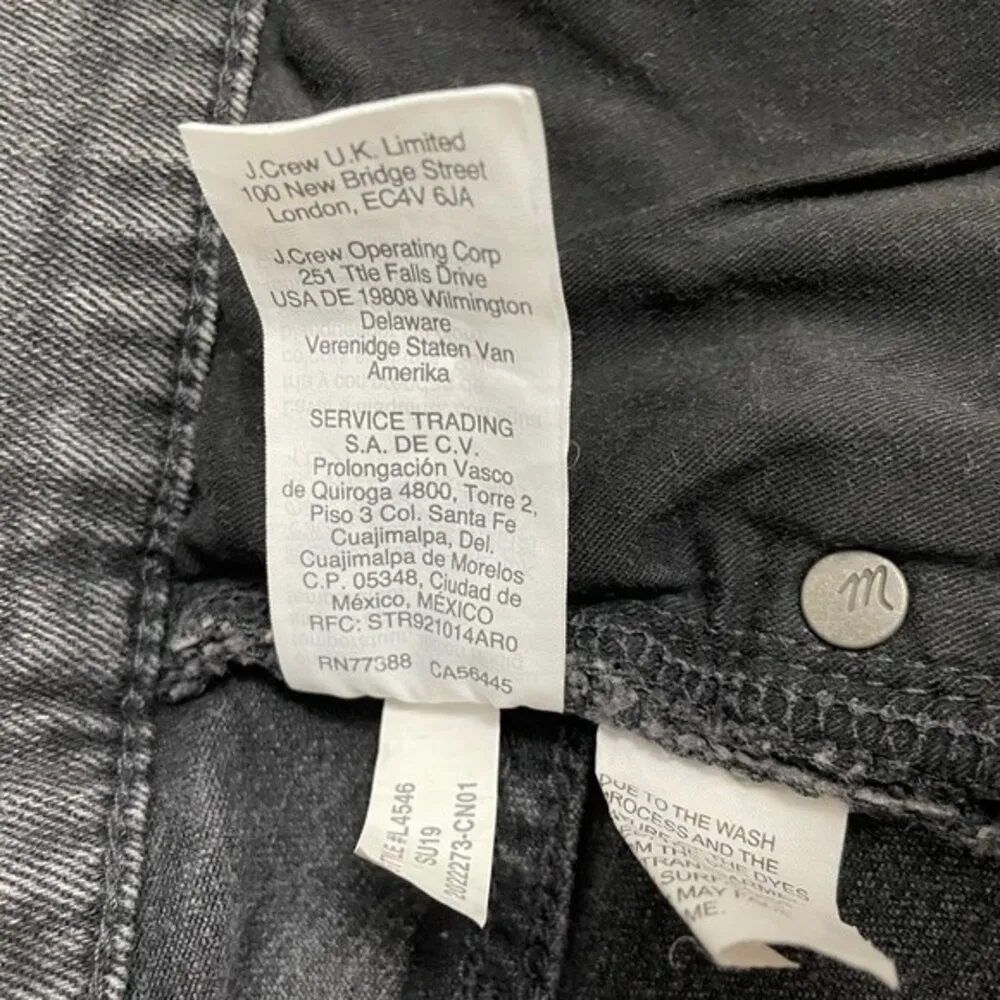 J.Crew U.K. Limited
100 New Bridge Street
London, EC4V 6JA
J.Crew Operating Corp
251 Ttle Falls Drive
USA DE 19808 Wilmington
Delaware
Verenidge Staten Van
Amerika
SERVICE TRADING
S.A. DE C.V.
Prolongación Vasco
de Quiroga 4800, Torre 2,
Piso 3 Col. Santa Fe
Cuajimalpa, Del.
Cuajimalpa de Morelos
C.P. 05348, Ciudad de
México, MÉXICO
RFC: STR921014AR0
RN77388 CA56445
m
#L4546
SU19
2022273-CN01
DUE TO THE WASH
PROCESS AND THE
THE DYES
MAY
ME.